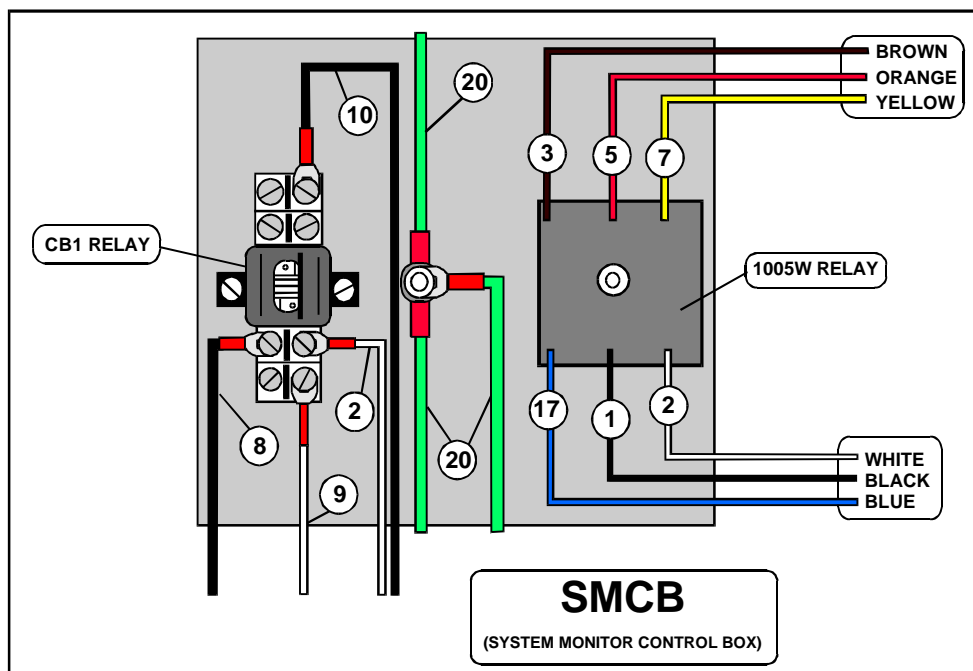 BROWN
ORANGE
YELLOW
20
10
3
5
7
CB1 RELAY
1005W RELAY
2
17
1
2
8
20
9
WHITE
BLACK
BLUE
SMCB
(SYSTEM MONITOR CONTROL BOX)